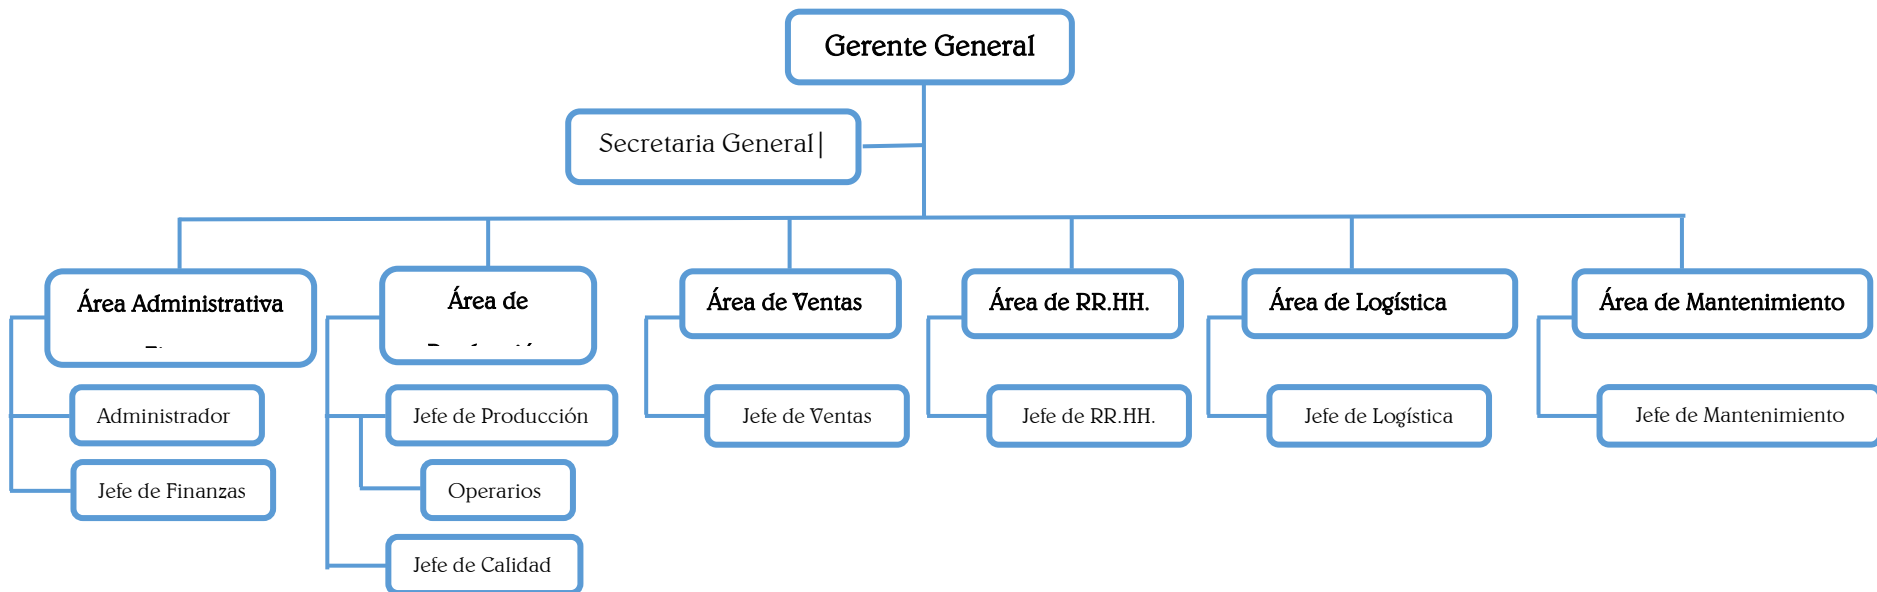 Gerente General
Secretaria General
Área Administrativa
Área de
Área de Ventas
Área de RR.HH.
Área de Logística
Área de Mantenimiento
Administrador
Jefe de Producción
Jefe de Ventas
Jefe de RR.HH.
Jefe de Logística
Jefe de Mantenimiento
Jefe de Finanzas
Operarios
Jefe de Calidad